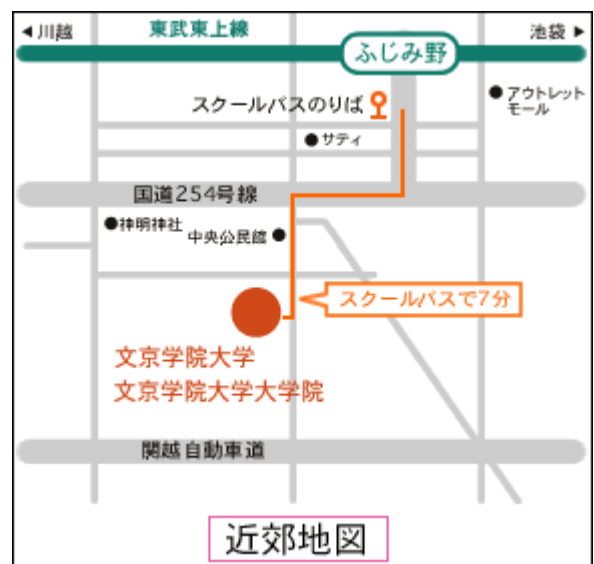 ◀川越
東武東上線
池袋▶
ふじみ野
スクールバスのりば
●アウトレット
モール
●サティ
国道254号線
●神明神社
中央公民館●
スクールバスで7分
文京学院大学
文京学院大学大学院
関越自動車道
近郊地図